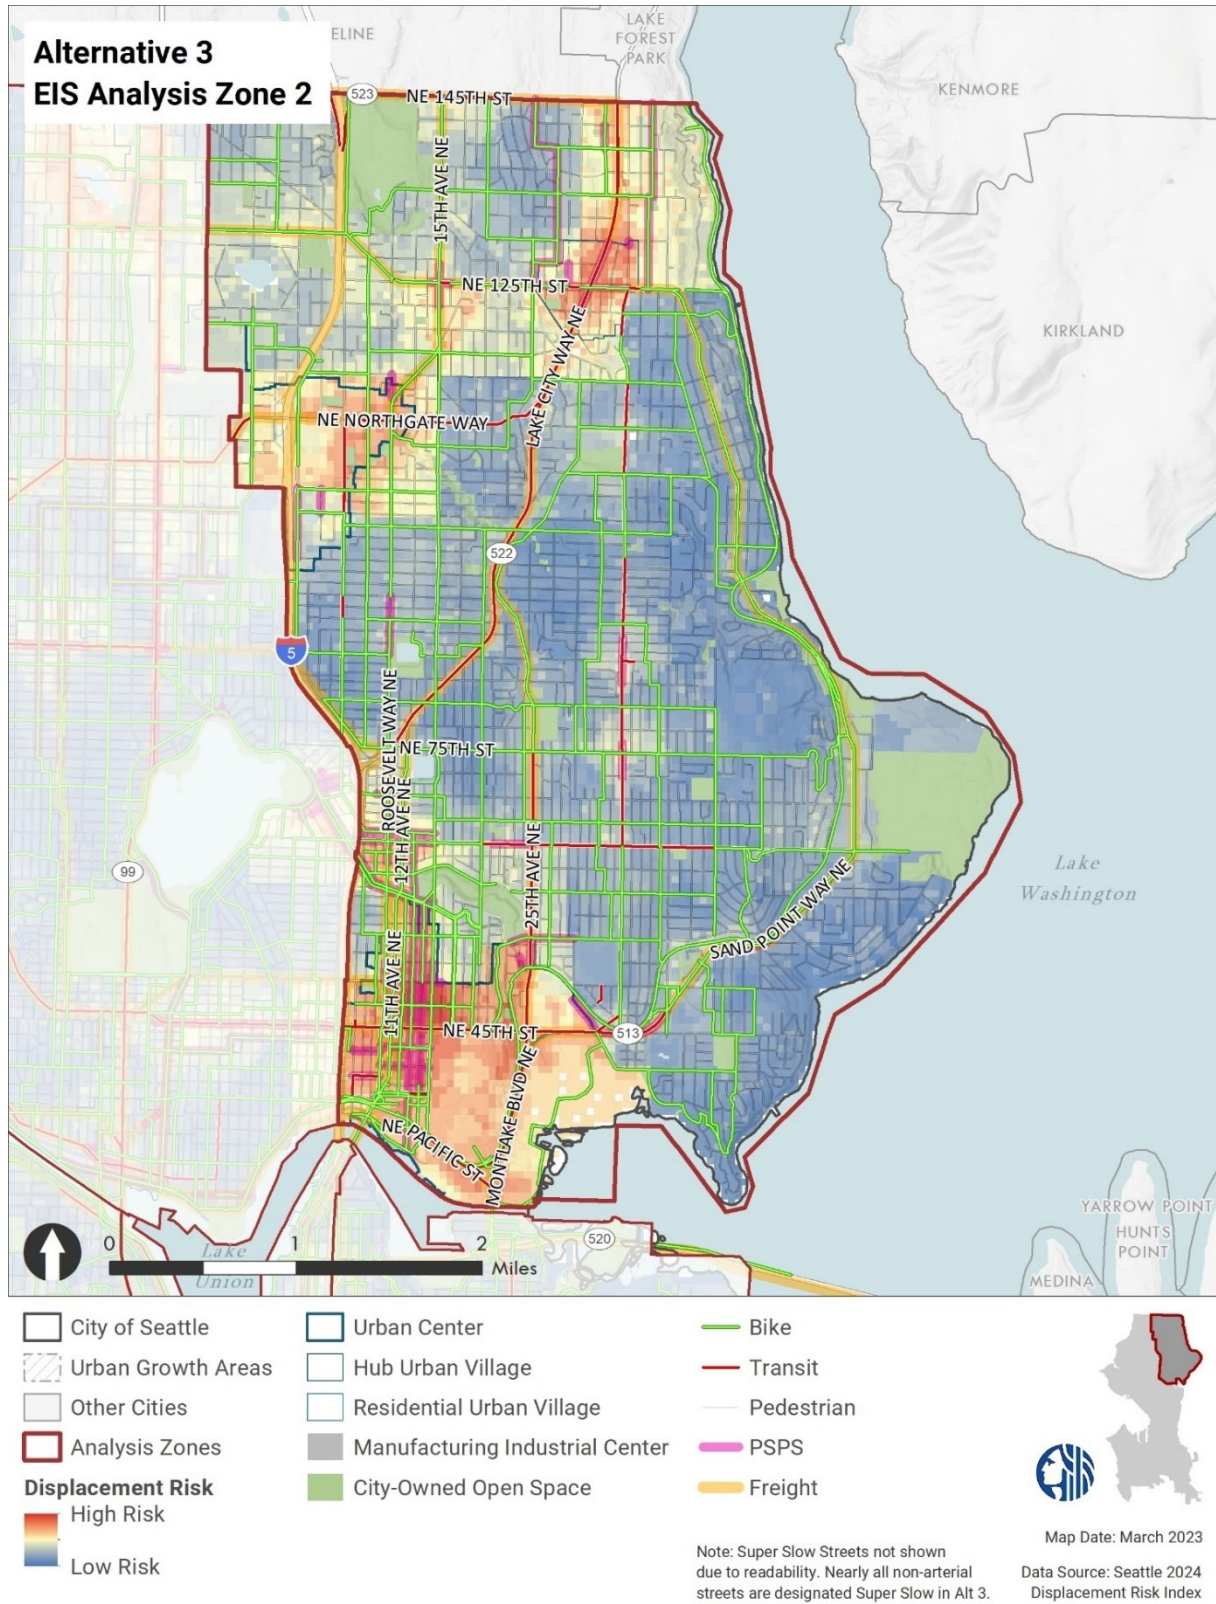 Alternative 3
EIS Analysis Zone 2
ELINE
LAKE
FOREST
PARK
KENMORE
523
NE 145TH ST
15TH AVE NE
NE 125TH ST
KIRKLAND
LAKE CITY WAY NE
NE NORTHGATE WAY
522
5
ROOSEVELT WAY NE
NE 75TH ST
12TH AVE NE
25TH AVE NE
99
Lake
Washington
SAND POINT WAY NE
11TH AVE NE
NE 45TH ST
513
MONTLAKE BLVD NE
NE PACIFIC ST
YARROW POINT
HUNTS
POINT
MEDINA
520
Lake
Union
0 1 2
Miles
City of Seattle
Urban Growth Areas
Other Cities
Analysis Zones
Displacement Risk
High Risk
Low Risk
Urban Center
Hub Urban Village
Residential Urban Village
Manufacturing Industrial Center
City-Owned Open Space
Bike
Transit
Pedestrian
PSPS
Freight
Note: Super Slow Streets not shown
due to readability. Nearly all non-arterial
streets are designated Super Slow in Alt 3.
Map Date: March 2023
Data Source: Seattle 2024
Displacement Risk Index